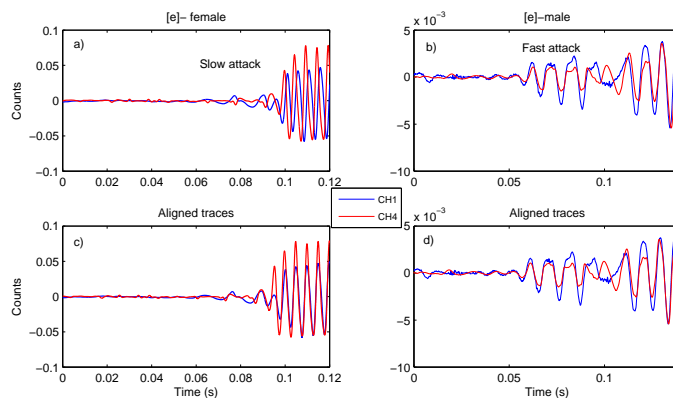 [e]- female
0.1
0.05
0
−0.05
−0.1
Counts
a)
Slow attack
0 0.02 0.04 0.06 0.08 0.1 0.12
[e]-male
x 10⁻³
5
0
−5
−10
b)
Fast attack
0 0.05 0.1
Time (s)
CH1
CH4
Aligned traces
0.1
0.05
0
−0.05
−0.1
Counts
c)
0 0.02 0.04 0.06 0.08 0.1 0.12
Time (s)
Aligned traces
x 10⁻³
5
0
−5
−10
d)
0 0.05 0.1
Time (s)